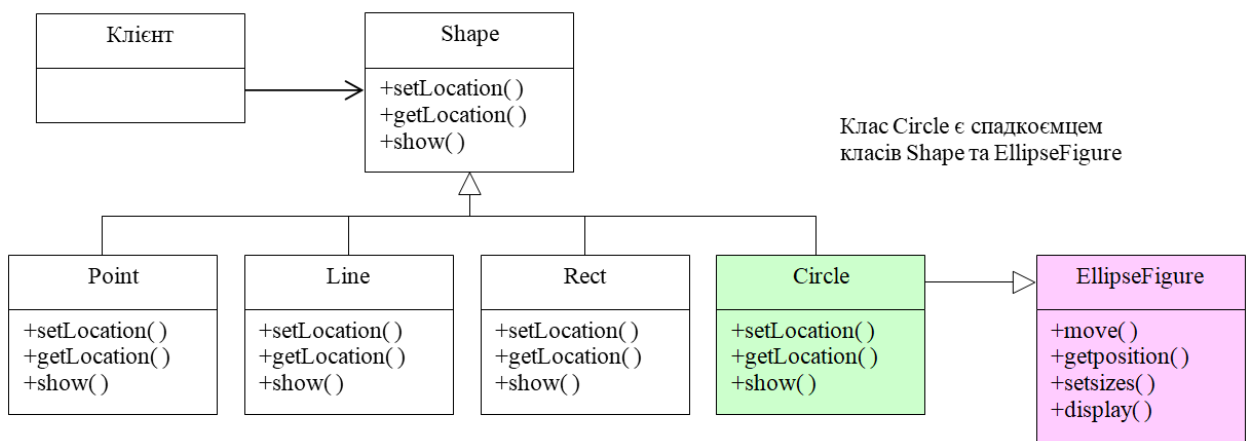 Клієнт
Shape
+setLocation( )
+getLocation( )
+show( )
Клас Circle є спадкоємцем
класів Shape та EllipseFigure
Point
+setLocation( )
+getLocation( )
+show( )
Line
+setLocation( )
+getLocation( )
+show( )
Rect
+setLocation( )
+getLocation( )
+show( )
Circle
+setLocation( )
+getLocation( )
+show( )
EllipseFigure
+move( )
+getposition( )
+setsizes( )
+display( )